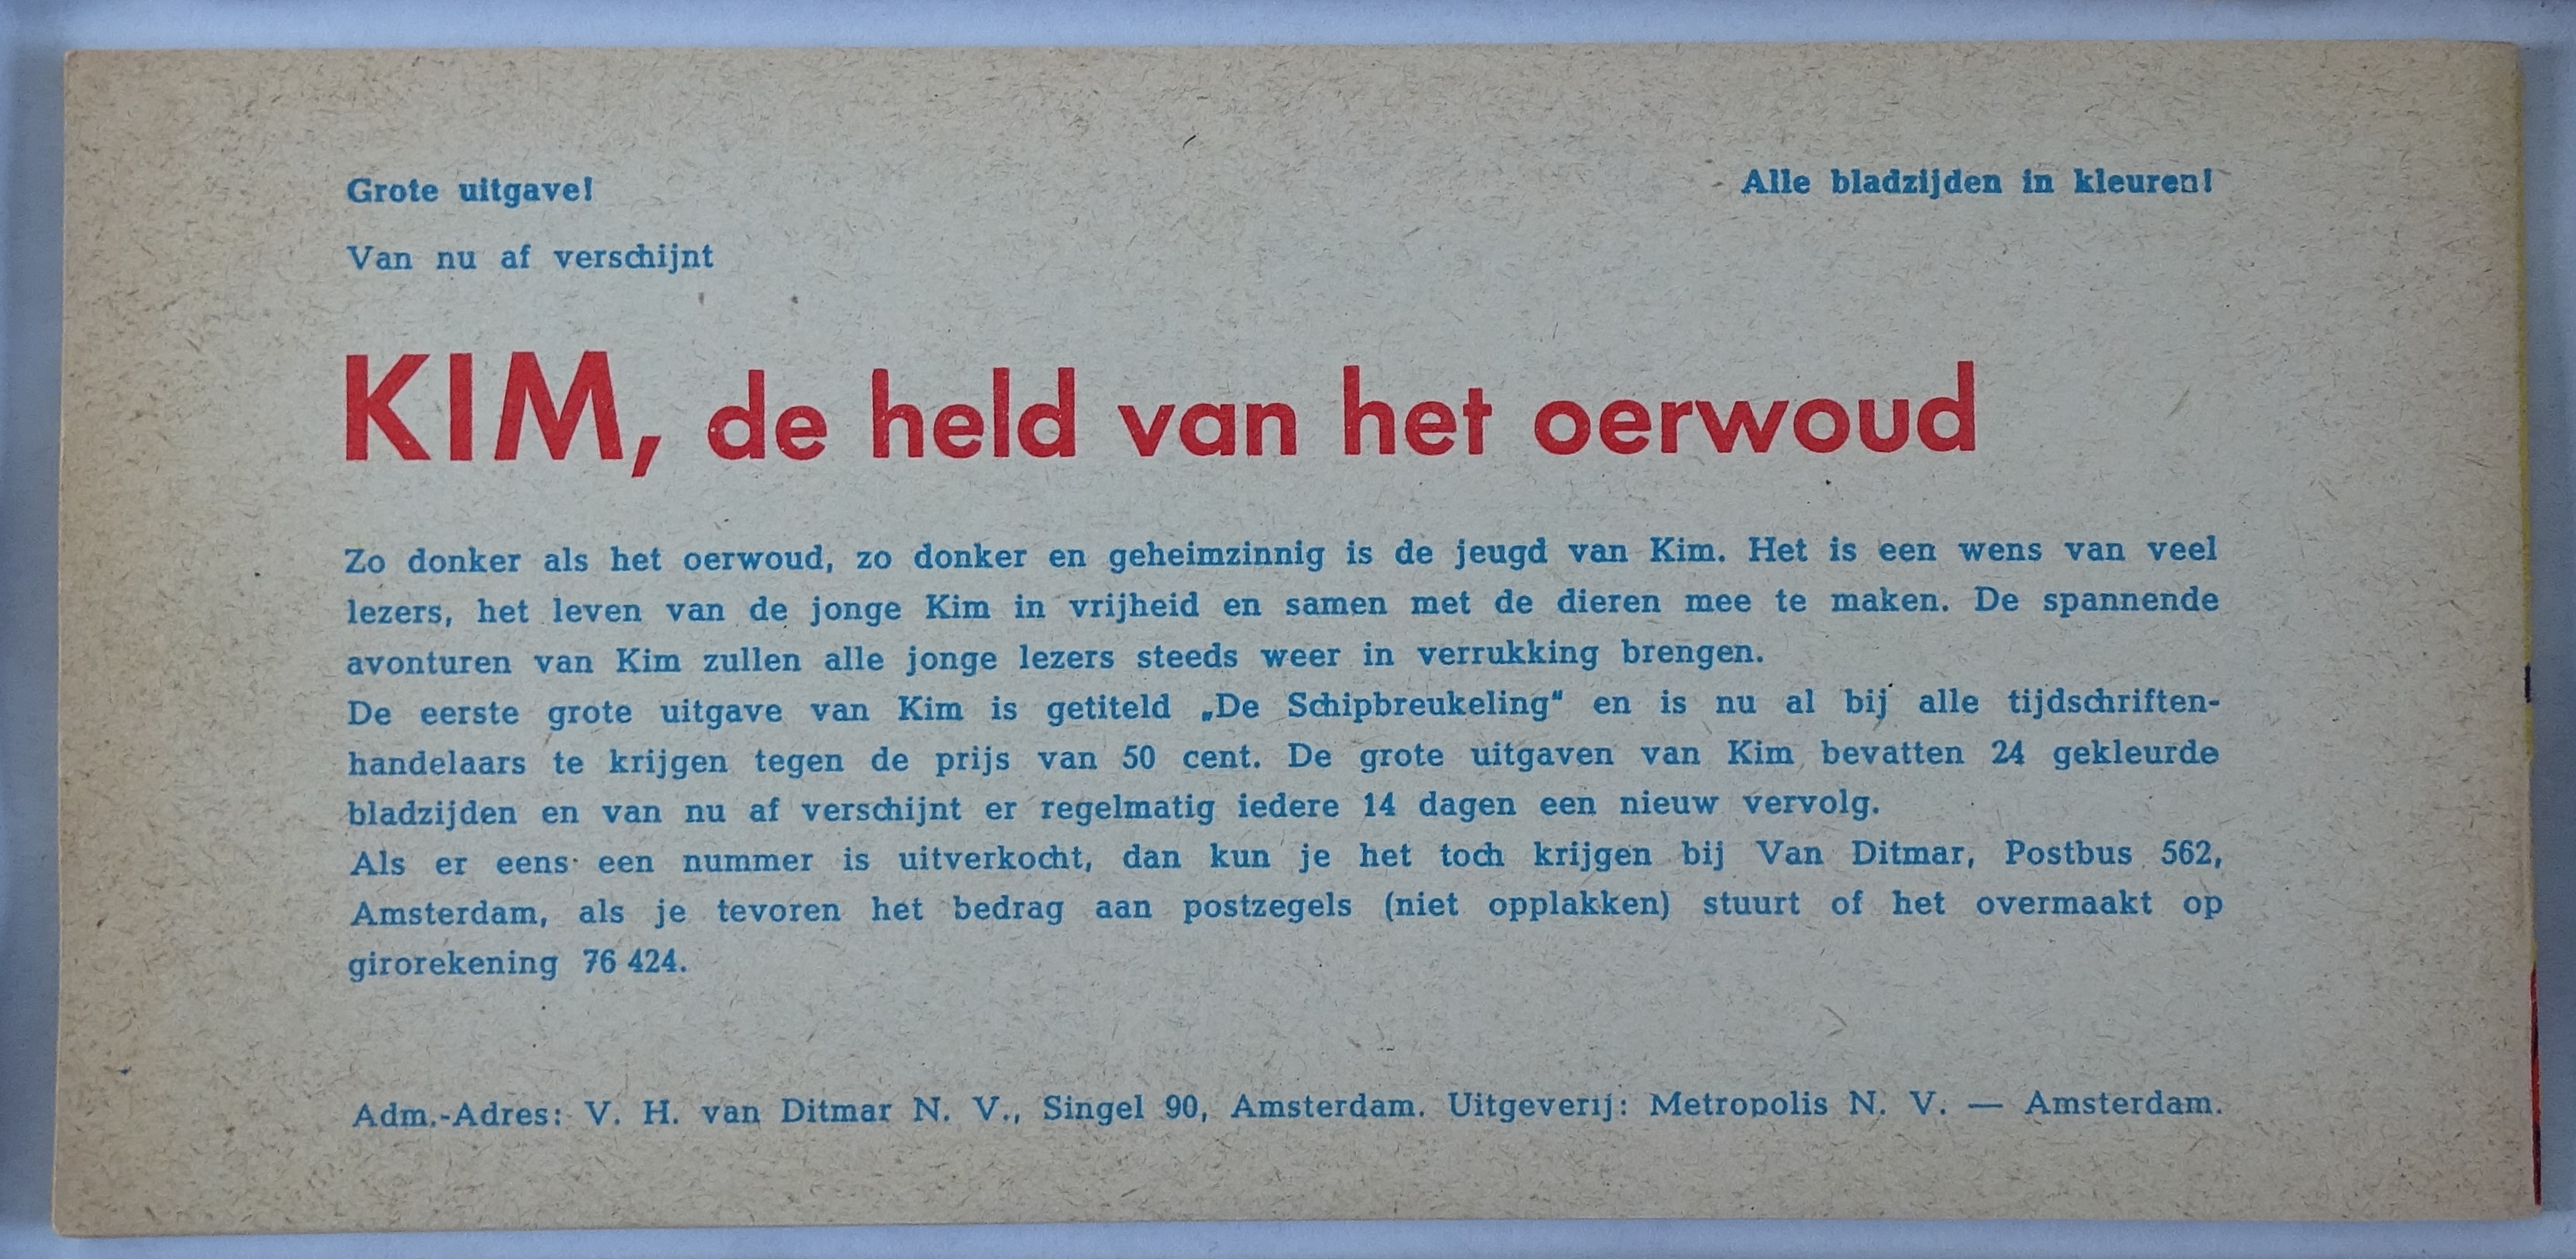 Grote uitgave!
Alle bladzijden in kleuren!
Van nu af verschijnt
KIM, de held van het oerwoud
Zo donker als het oerwoud, zo donker en geheimzinnig is de jeugd van Kim. Het is een wens van veel
lezers, het leven van de jonge Kim in vrijheid en samen met de dieren mee te maken. De spannende
avonturen van Kim zullen alle jonge lezers steeds weer in verrukking brengen.
De eerste grote uitgave van Kim is getiteld „De Schipbreukeling“ en is nu al bij alle tijdschriften-
handelaars te krijgen tegen de prijs van 50 cent. De grote uitgaven van Kim bevatten 24 gekleurde
bladzijden en van nu af verschijnt er regelmatig iedere 14 dagen een nieuw vervolg.
Als er eens een nummer is uitverkocht, dan kun je het toch krijgen bij Van Ditmar, Postbus 562,
Amsterdam, als je tevoren het bedrag aan postzegels (niet opplakken) stuurt of het overmaakt op
girorekening 76 424.
Adm.-Adres: V. H. van Ditmar N. V., Singel 90, Amsterdam. Uitgeverij: Metropolis N. V. — Amsterdam.